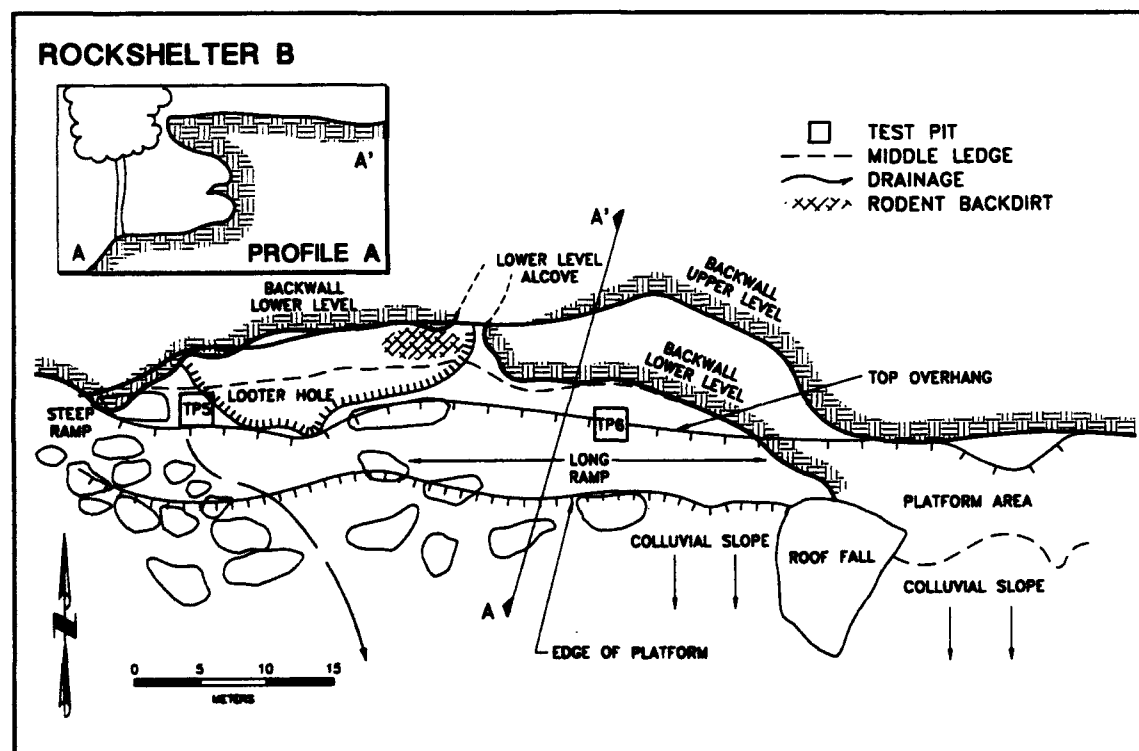 ROCKSHELTER B
A
A'
PROFILE A
TEST PIT
MIDDLE LEDGE
DRAINAGE
RODENT BACKDIRT
A'
LOWER LEVEL
ALCOVE
BACKWALL
LOWER LEVEL
BACKWALL
UPPER LEVEL
BACKWALL
LOWER LEVEL
TOP OVERHANG
STEEP
RAMP
TP5
LOOTER HOLE
TP6
LONG
RAMP
PLATFORM AREA
COLLUVIAL SLOPE
ROOF FALL
COLLUVIAL SLOPE
A
EDGE OF PLATFORM
N
0 5 10 15
METERS